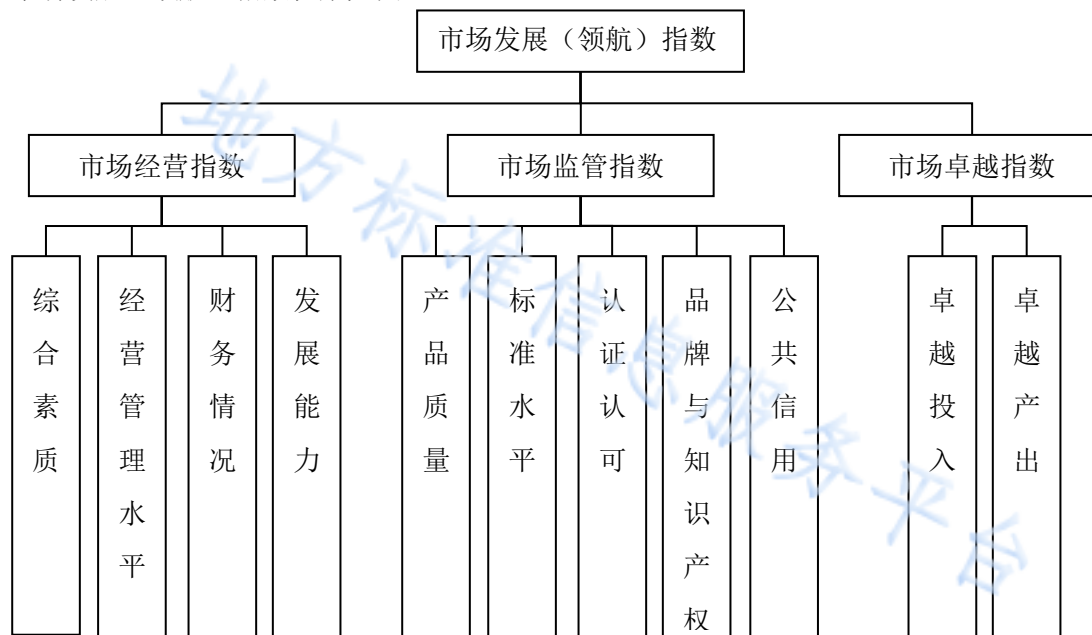 市场发展（领航）指数
市场经营指数
市场监管指数
市场卓越指数
综合素质
经营管理水平
财务情况
发展能力
产品质量
标准水平
认证认可
品牌与知识产权
公共信用
卓越投入
卓越产出
地方标准信息服务平台